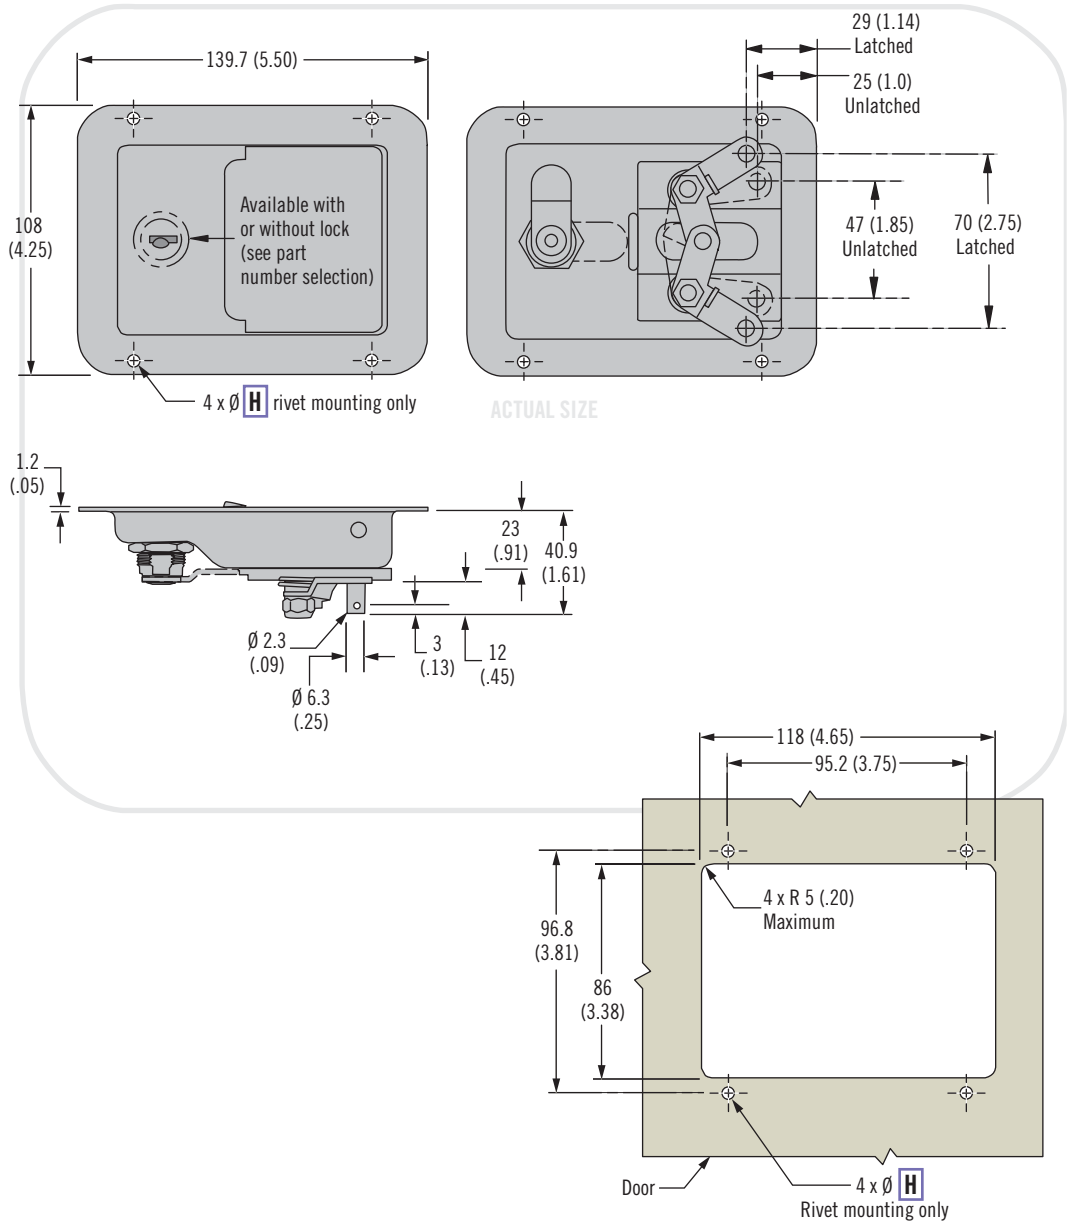 29 (1.14)
Latched
139.7 (5.50)
25 (1.0)
Unlatched
108
(4.25)
Available with
or without lock
(see part
number selection)
47 (1.85)
Unlatched
70 (2.75)
Latched
4 x Ø H rivet mounting only
ACTUAL SIZE
1.2
(.05)
23
(.91)
40.9
(1.61)
Ø 2.3
(.09)
3
(.13)
12
(.45)
Ø 6.3
(.25)
118 (4.65)
95.2 (3.75)
4 x R 5 (.20)
Maximum
96.8
(3.81)
86
(3.38)
Door
4 x Ø H
Rivet mounting only